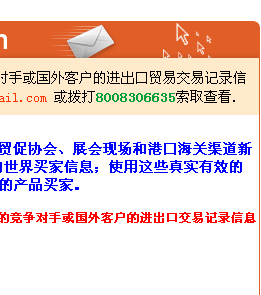 n
对手或国外客户的进出口贸易交易记录信
ail.com 或拨打8008306635索取查看.
贸促协会、展会现场和港口海关渠道新
世界买家信息；使用这些真实有效的
的产品买家。
的竞争对手或国外客户的进出口交易记录信息